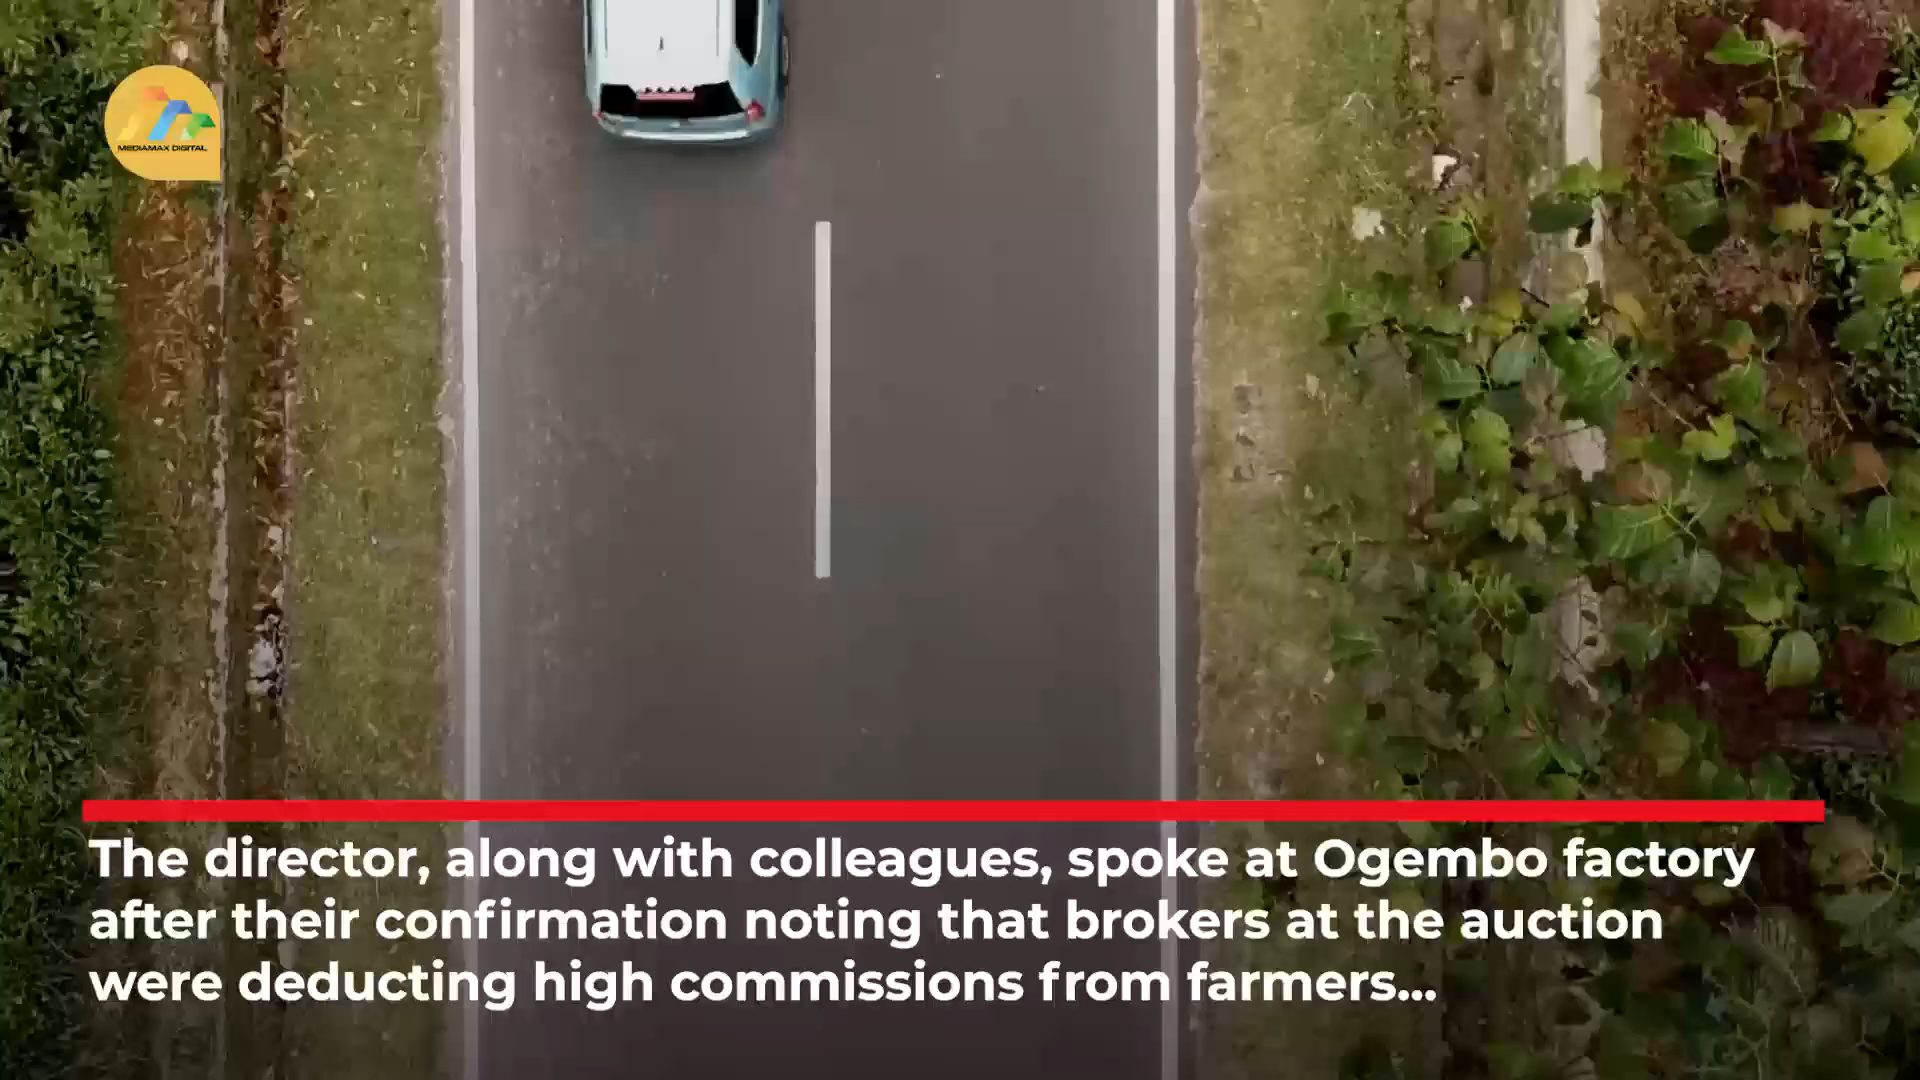 MEDIAMAX DIGITAL
The director, along with colleagues, spoke at Ogembo factory
after their confirmation noting that brokers at the auction
were deducting high commissions from farmers...